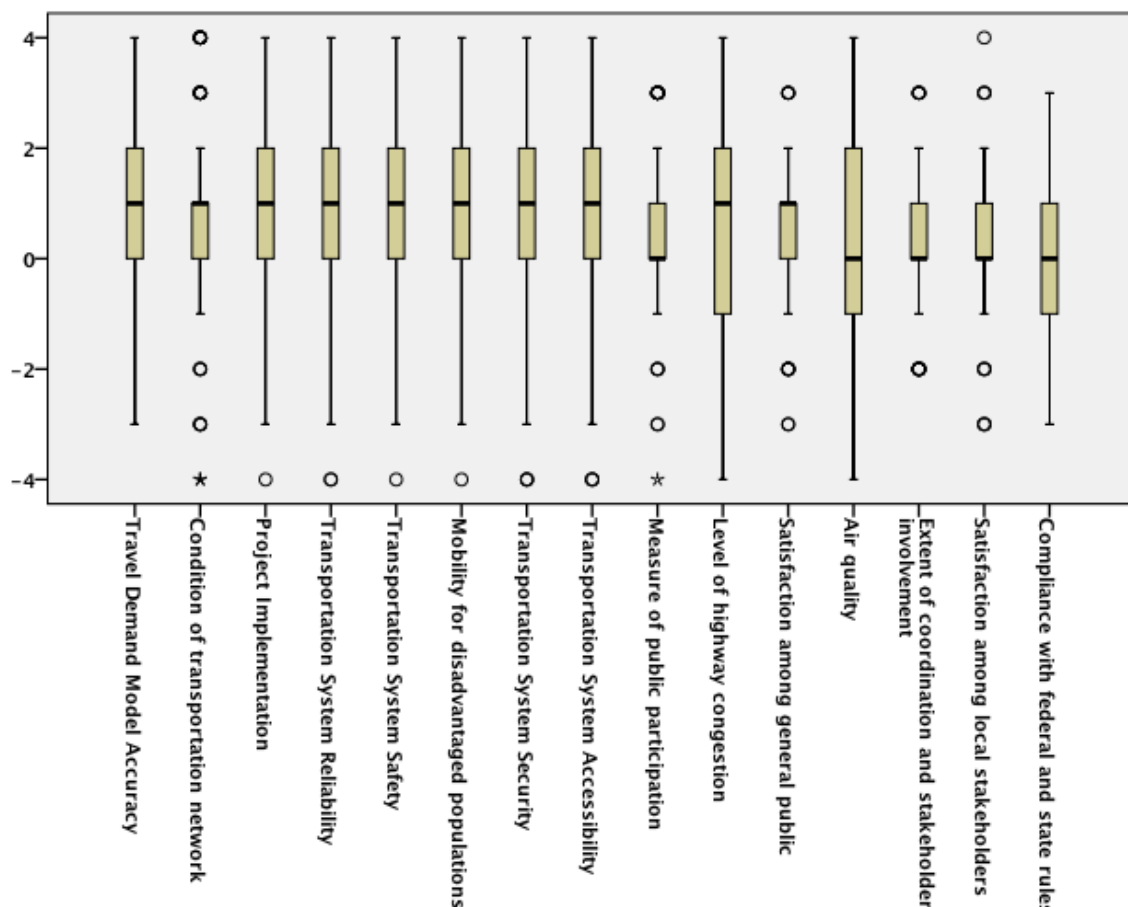 4
2
0
-2
-4
Travel Demand Model Accuracy
Condition of transportation network
Project Implementation
Transportation System Reliability
Transportation System Safety
Mobility for disadvantaged populations
Transportation System Security
Transportation System Accessibility
Measure of public participation
Level of highway congestion
Satisfaction among general public
Air quality
Extent of coordination and stakeholder
involvement
Satisfaction among local stakeholders
Compliance with federal and state rules